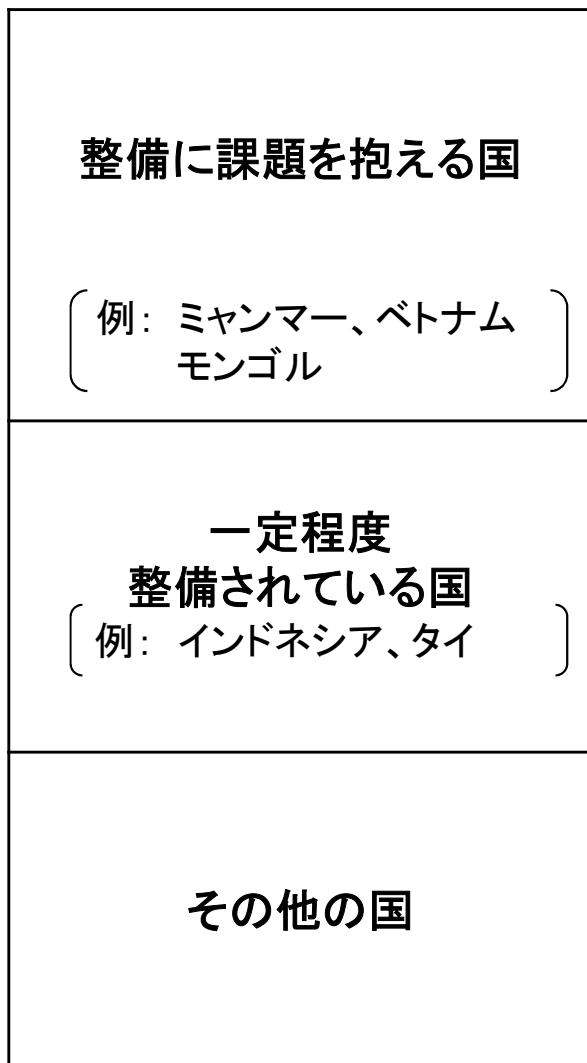 整備に課題を抱える国
例： ミャンマー、ベトナム
モンゴル
一定程度
整備されている国
例： インドネシア、タイ
その他の国